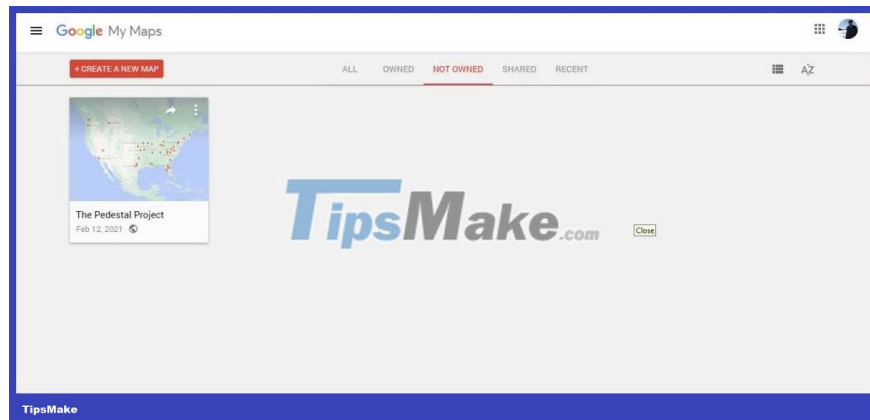 Google My Maps
+ CREATE A NEW MAP
ALL OWNED NOT OWNED SHARED RECENT
AZ
The Pedestal Project
Feb 12, 2021
TipsMake.com
Close
TipsMake